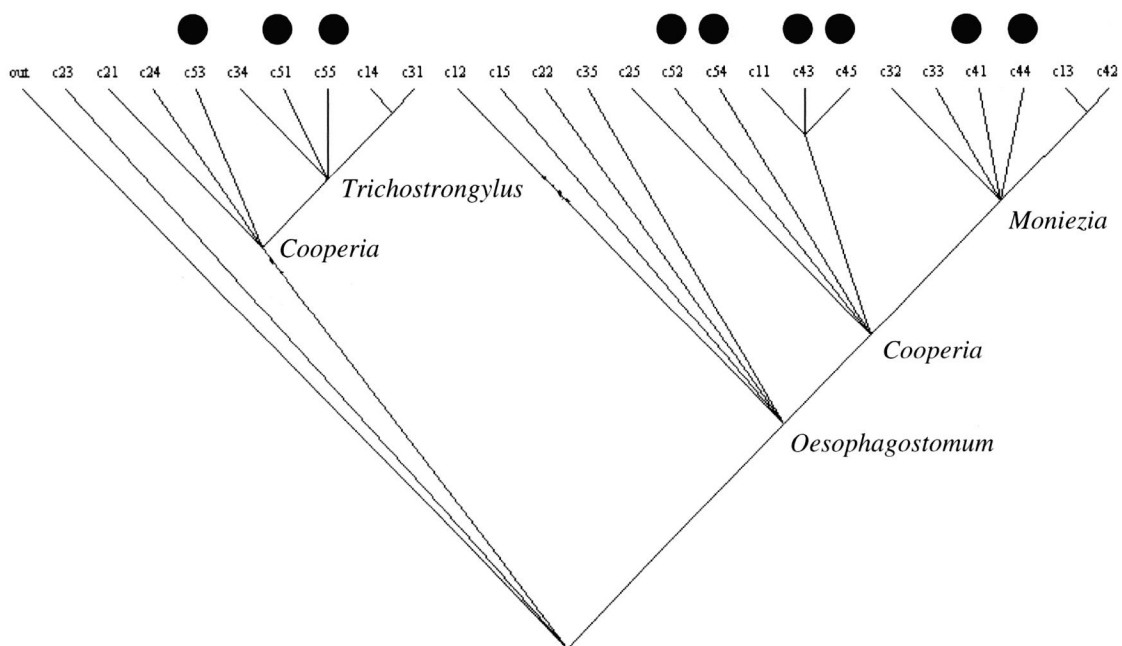 out c23 c21 c24 c53 c34 c51 c55 c14 c31 c12 c15 c22 c35 c25 c52 c54 c11 c43 c45 c32 c33 c41 c44 c13 c42
Trichostrongylus
Moniezia
Cooperia
Cooperia
Oesophagostomum